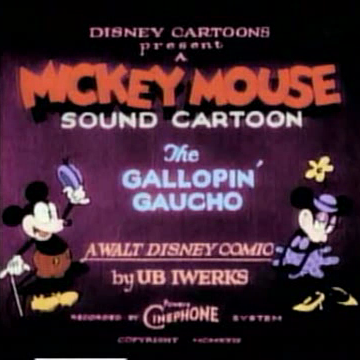 DISNEY CARTOONS
present
A
MICKEY MOUSE
SOUND CARTOON
The
GALLOPIN'
GAUCHO
A WALT DISNEY COMIC
by UB IWERKS
Powers
RECORDED BY CINEPHONE SYSTEM
COPYRIGHT